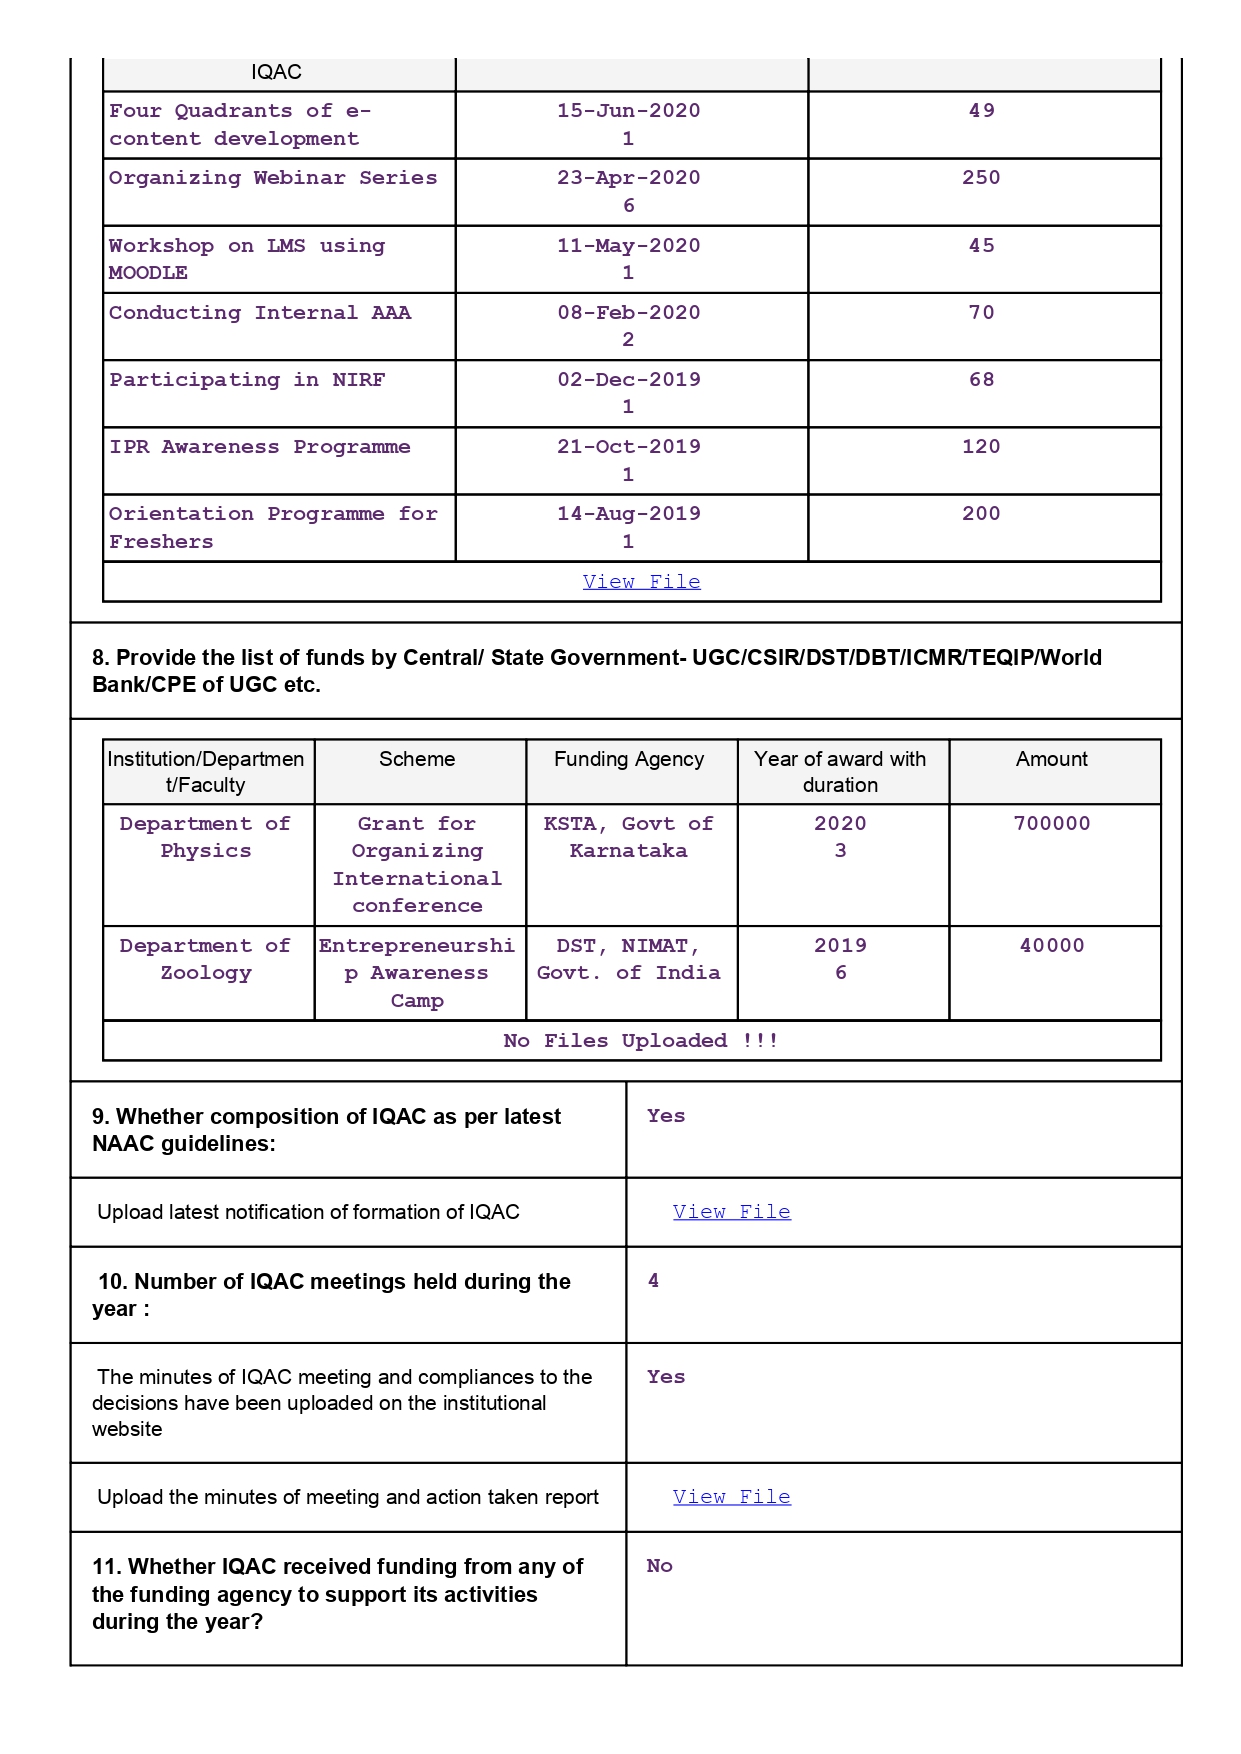 IQAC
Four Quadrants of e-
content development
15-Jun-2020
1
49
Organizing Webinar Series
23-Apr-2020
6
250
Workshop on LMS using
MOODLE
11-May-2020
1
45
Conducting Internal AAA
08-Feb-2020
2
70
Participating in NIRF
02-Dec-2019
1
68
IPR Awareness Programme
21-Oct-2019
1
120
Orientation Programme for
Freshers
14-Aug-2019
1
200
View File
8. Provide the list of funds by Central/ State Government- UGC/CSIR/DST/DBT/ICMR/TEQIP/World
Bank/CPE of UGC etc.
Institution/Departmen
t/Faculty
Scheme
Funding Agency
Year of award with
duration
Amount
Department of
Physics
Grant for
Organizing
International
conference
KSTA, Govt of
Karnataka
2020
3
700000
Department of
Zoology
Entrepreneurshi
p Awareness
Camp
DST, NIMAT,
Govt. of India
2019
6
40000
No Files Uploaded !!!
9. Whether composition of IQAC as per latest
NAAC guidelines:
Yes
Upload latest notification of formation of IQAC
View File
10. Number of IQAC meetings held during the
year :
4
The minutes of IQAC meeting and compliances to the
decisions have been uploaded on the institutional
website
Yes
Upload the minutes of meeting and action taken report
View File
11. Whether IQAC received funding from any of
the funding agency to support its activities
during the year?
No